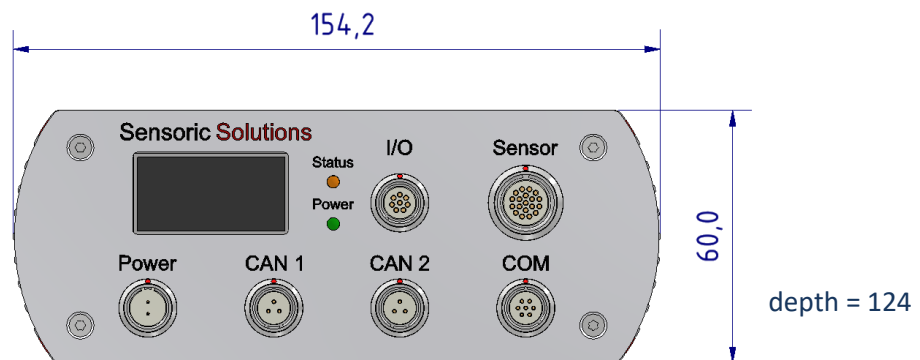 154,2
Sensoric Solutions
Status
Power
I/O
Sensor
Power
CAN 1
CAN 2
COM
60,0
depth = 124